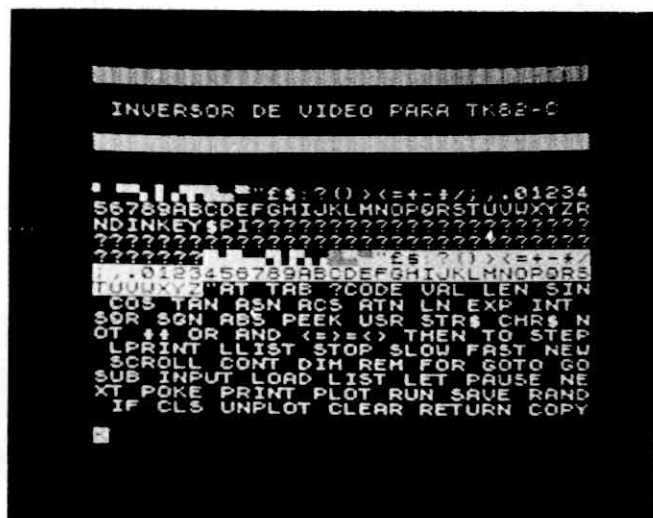 INVERSOR DE VIDEO PARA TK82-C
"£$:?()><=+-*/;,.01234
56789ABCDEFGHIJKLMNOPQRSTUVWXYZR
NDINKEY$PI??????????????????????
????????????????????????????????
???????"£$:?()><=+-*/
;,.0123456789ABCDEFGHIJKLMNOPQRS
TUVWXYZ"AT TAB ?CODE VAL LEN SIN
COS TAN ASN ACS ATN LN EXP INT
SQR SGN ABS PEEK USR STR$ CHR$ N
OT ** OR AND <=>=<> THEN TO STEP
LPRINT LLIST STOP SLOW FAST NEW
SCROLL CONT DIM REM FOR GOTO GO
SUB INPUT LOAD LIST LET PAUSE NE
XT POKE PRINT PLOT RUN SAVE RAND
IF CLS UNPLOT CLEAR RETURN COPY